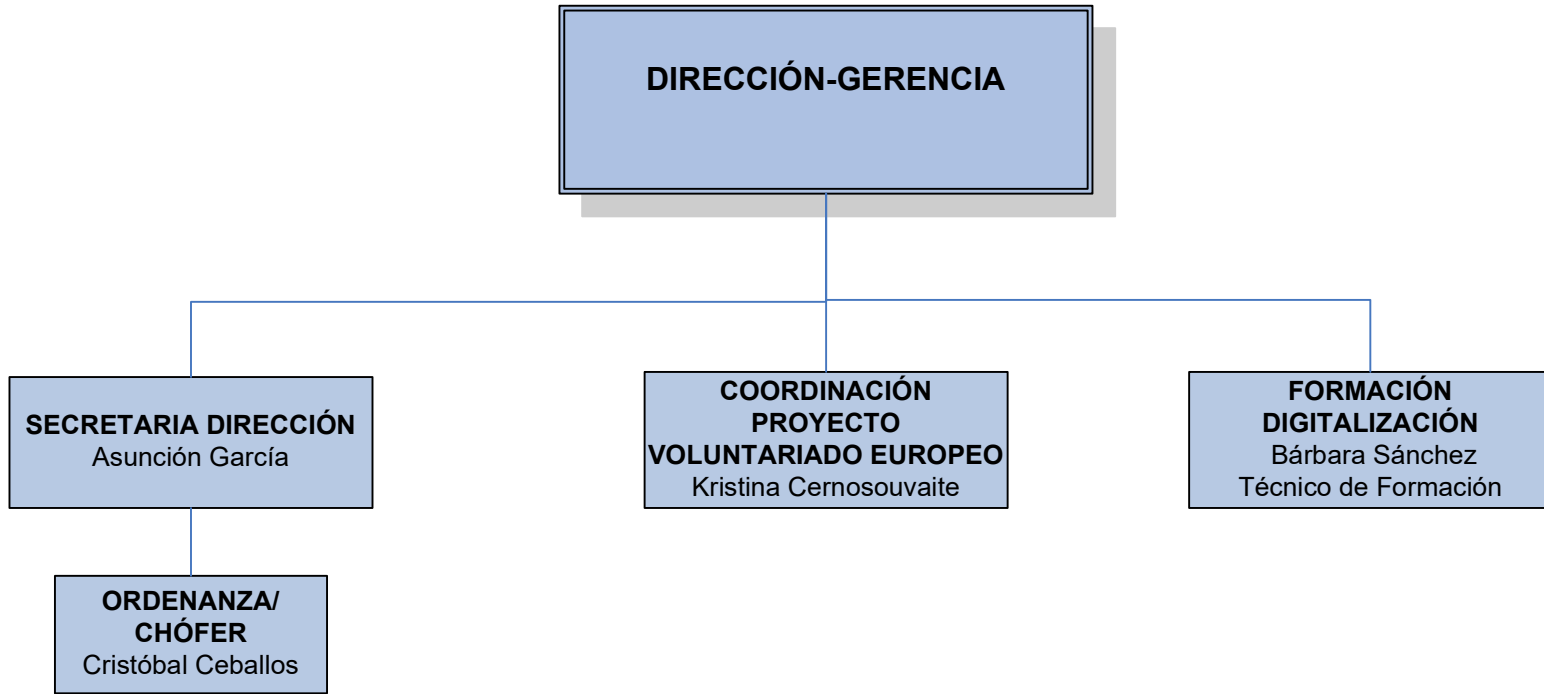 DIRECCIÓN-GERENCIA
SECRETARIA DIRECCIÓN
Asunción García
COORDINACIÓN
PROYECTO
VOLUNTARIADO EUROPEO
Kristina Cernosouvaite
FORMACIÓN
DIGITALIZACIÓN
Bárbara Sánchez
Técnico de Formación
ORDENANZA/
CHÓFER
Cristóbal Ceballos